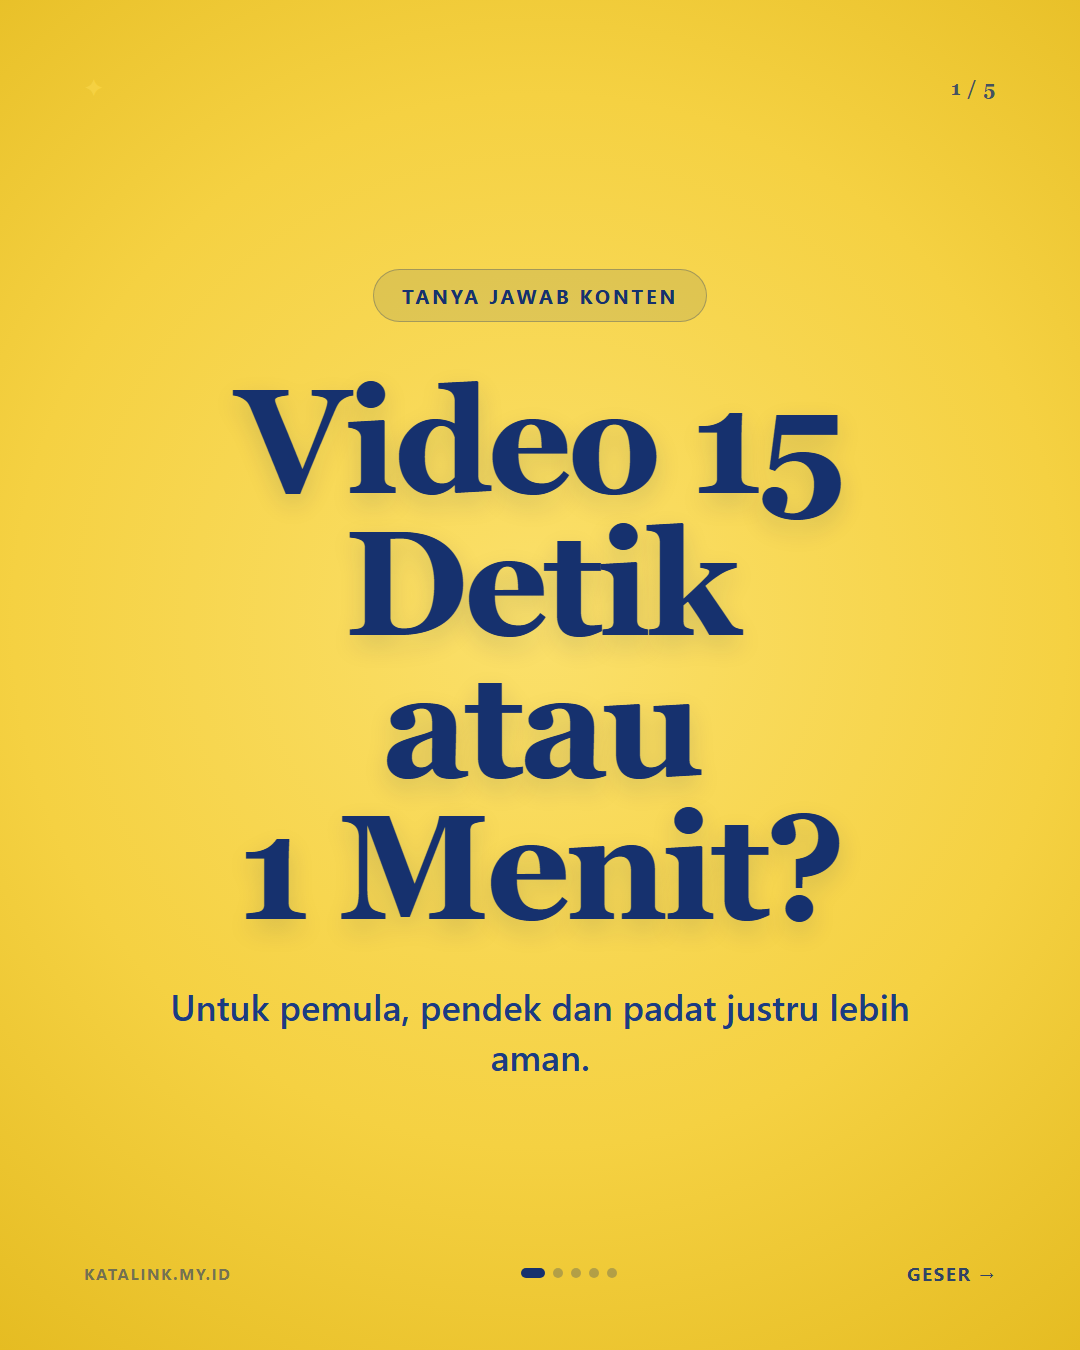 1 / 5
TANYA JAWAB KONTEN
Video 15
Detik
atau
1 Menit?
Untuk pemula, pendek dan padat justru lebih
aman.
KATALINK.MY.ID
GESER →